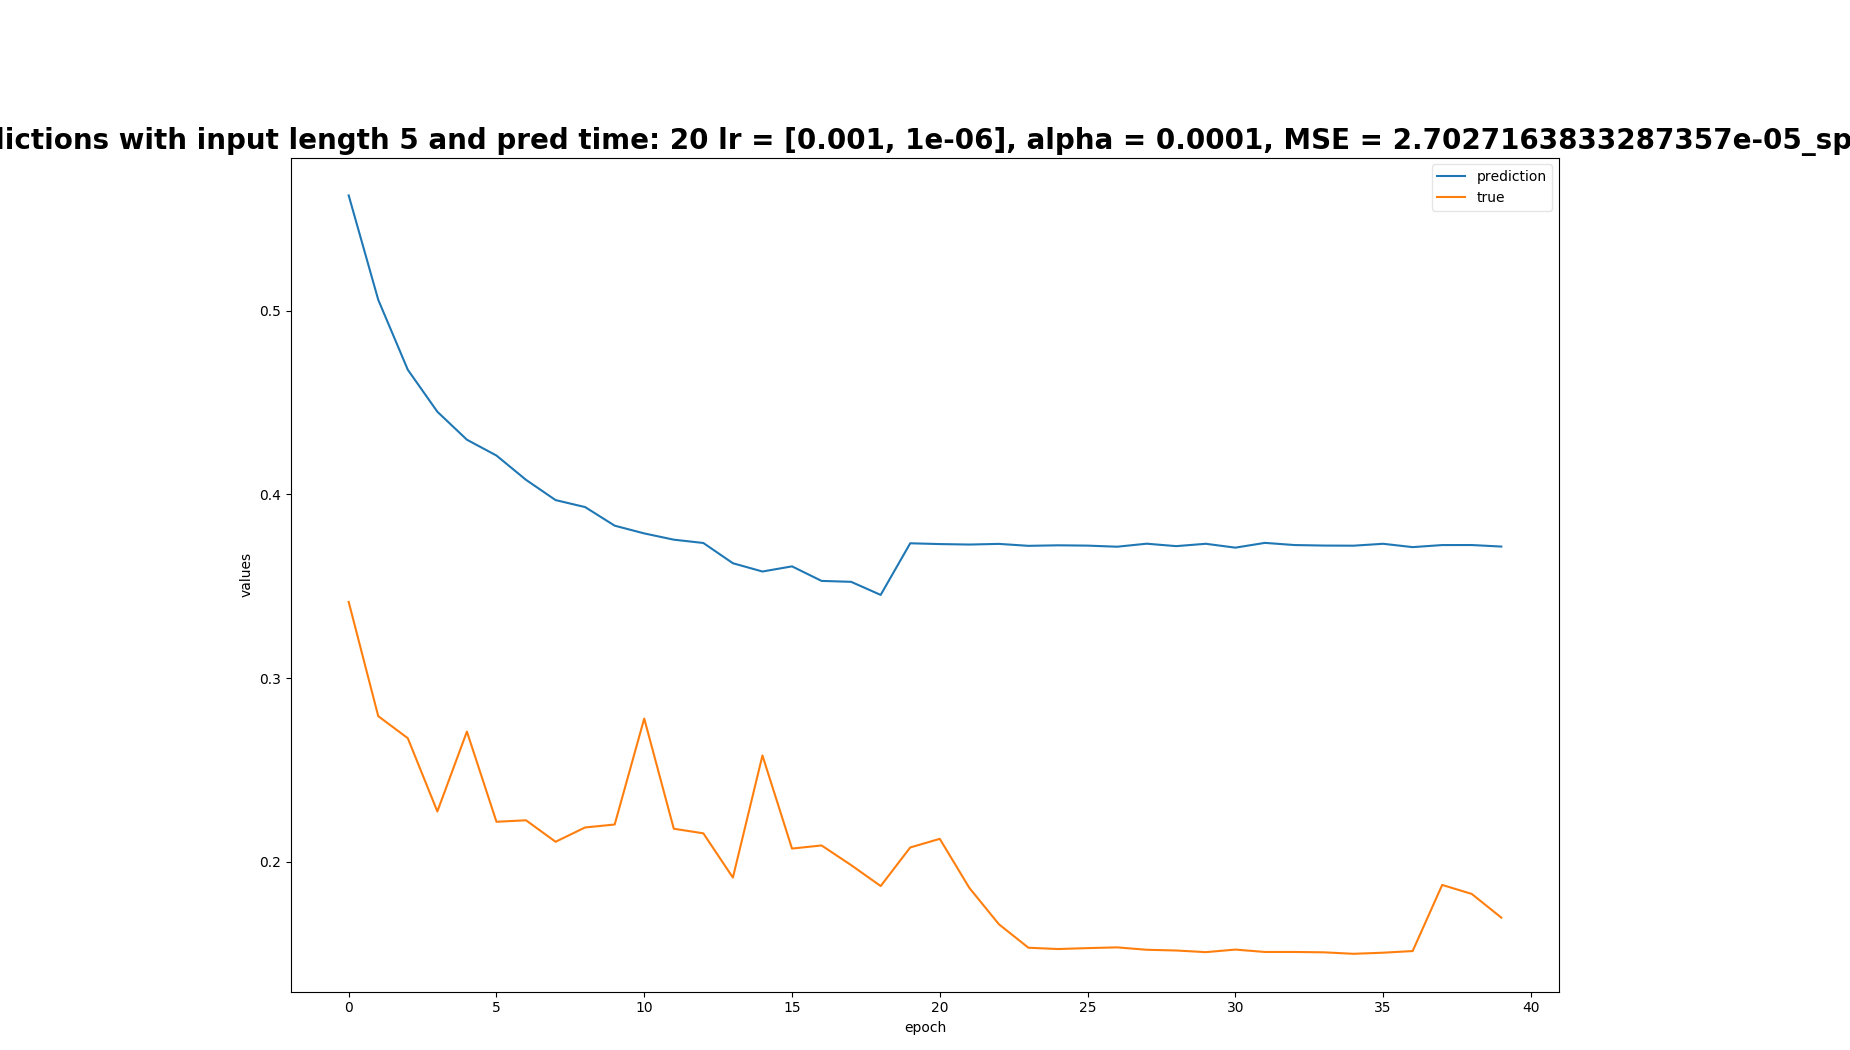 lictions with input length 5 and pred time: 20 lr = [0.001, 1e-06], alpha = 0.0001, MSE = 2.7027163833287357e-05_sp
prediction
true
0.5
0.4
0.3
0.2
values
0 5 10 15 20 25 30 35 40
epoch